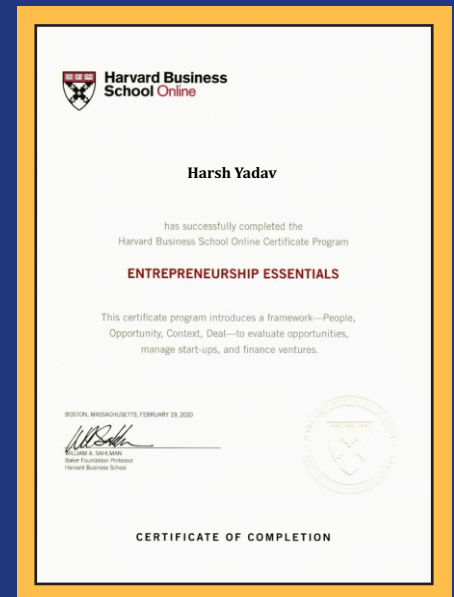 Harvard Business
School Online
Harsh Yadav
has successfully completed the
Harvard Business School Online Certificate Program
ENTREPRENEURSHIP ESSENTIALS
This certificate program introduces a framework—People,
Opportunity, Context, Deal—to evaluate opportunities,
manage start-ups, and finance ventures.
BOSTON, MASSACHUSETTS, FEBRUARY 19, 2020
WILLIAM A. SAHLMAN
Baker Foundation Professor
Harvard Business School
CERTIFICATE OF COMPLETION